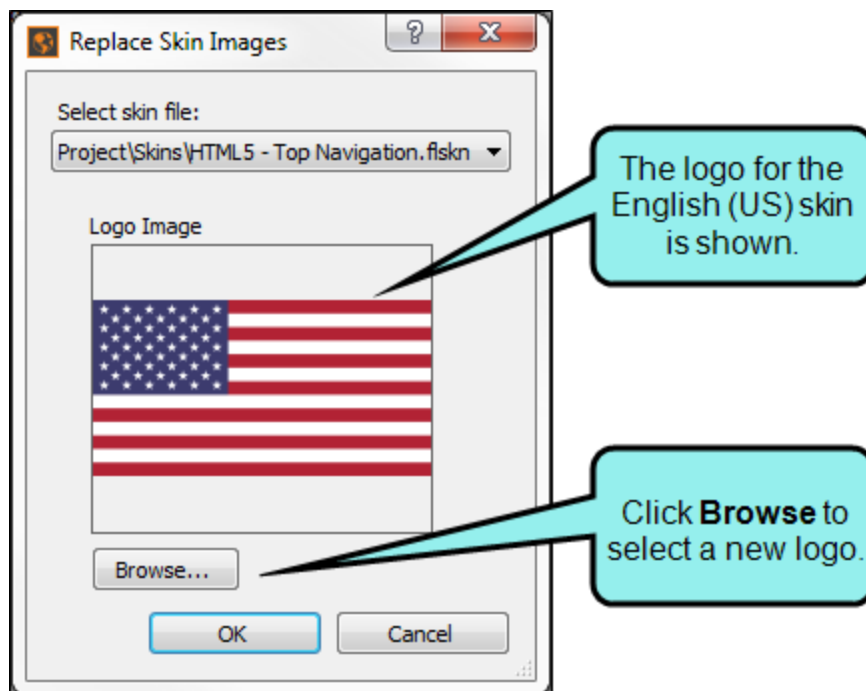 Replace Skin Images
?
X
Select skin file:
Project\Skins\HTML5 - Top Navigation.flskn
The logo for the
English (US) skin
is shown.
Logo Image
Click Browse to
select a new logo.
Browse...
OK
Cancel